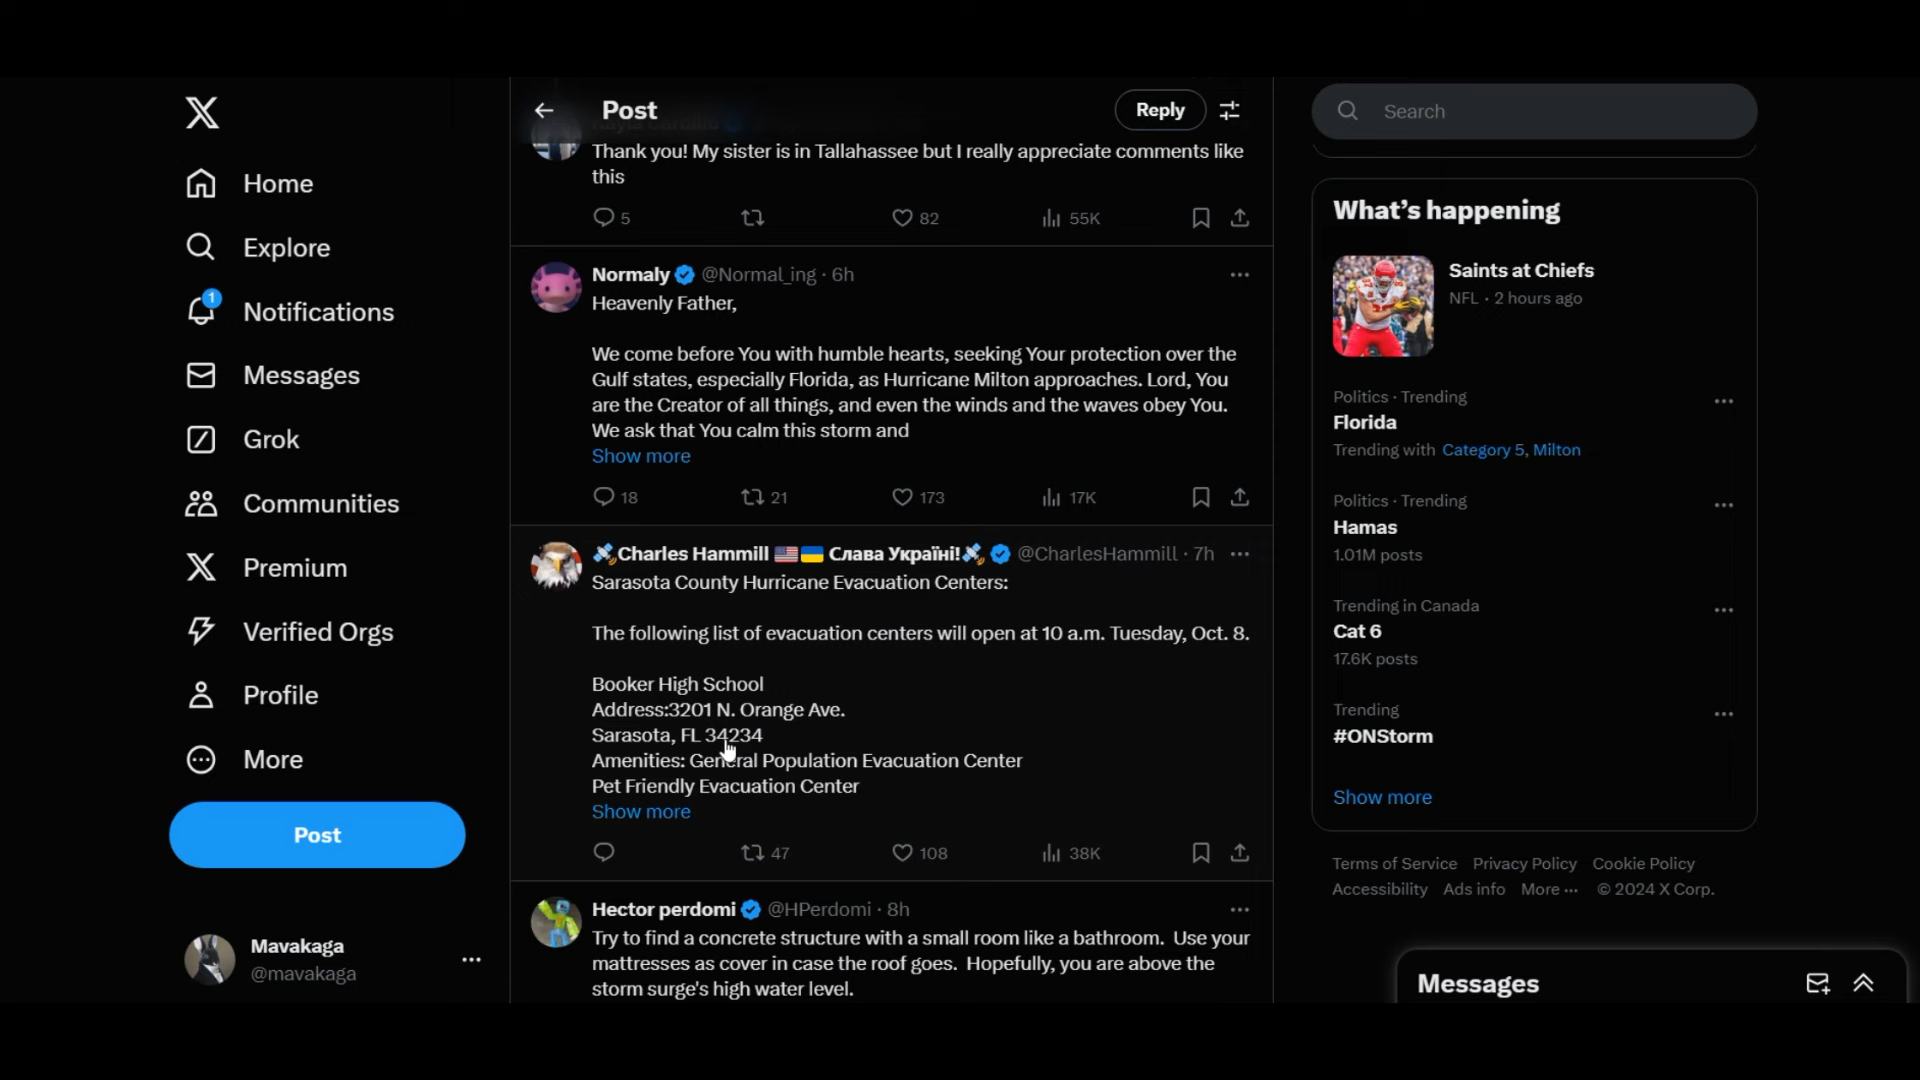 Home
Explore
1
Notifications
Messages
Grok
Communities
Premium
Verified Orgs
Profile
More
Post
Mavakaga
@mavakaga
Post
Reply
Thank you! My sister is in Tallahassee but I really appreciate comments like
this
5
82
55K
Normaly @Normal_ing · 6h
Heavenly Father,
We come before You with humble hearts, seeking Your protection over the
Gulf states, especially Florida, as Hurricane Milton approaches. Lord, You
are the Creator of all things, and even the winds and the waves obey You.
We ask that You calm this storm and
Show more
18
21
173
17K
Charles Hammill Слава Україні! @CharlesHammill · 7h
Sarasota County Hurricane Evacuation Centers:
The following list of evacuation centers will open at 10 a.m. Tuesday, Oct. 8.
Booker High School
Address:3201 N. Orange Ave.
Sarasota, FL 34234
Amenities: General Population Evacuation Center
Pet Friendly Evacuation Center
Show more
47
108
38K
Hector perdomi @HPerdomi · 8h
Try to find a concrete structure with a small room like a bathroom. Use your
mattresses as cover in case the roof goes. Hopefully, you are above the
storm surge's high water level.
Search
What's happening
Saints at Chiefs
NFL · 2 hours ago
Politics · Trending
Florida
Trending with Category 5, Milton
Politics · Trending
Hamas
1.01M posts
Trending in Canada
Cat 6
17.6K posts
Trending
#ONStorm
Show more
Terms of Service Privacy Policy Cookie Policy
Accessibility Ads info More ··· © 2024 X Corp.
Messages